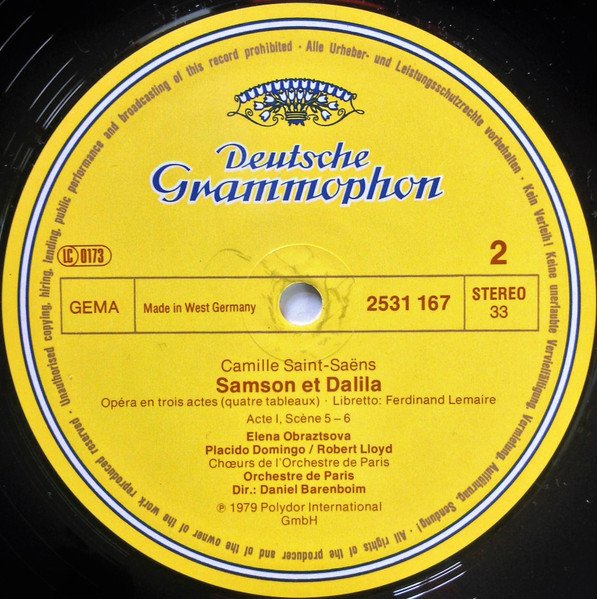 Deutsche
Grammophon
LC 0173
2
GEMA
Made in West Germany
2531 167
STEREO
33
Camille Saint-Saëns
Samson et Dalila
Opéra en trois actes (quatre tableaux) · Libretto: Ferdinand Lemaire
Acte I, Scène 5 – 6
Elena Obraztsova
Placido Domingo / Robert Lloyd
Chœurs de l'Orchestre de Paris
Orchestre de Paris
Dir.: Daniel Barenboim
℗ 1979 Polydor International
GmbH
Alle Urheber- und Leistungsschutzrechte vorbehalten · Kein Verleih! Keine unerlaubte Vervielfältigung, Vermietung, Aufführung, Sendung! · All rights of the producer and of the owner of the work reproduced reserved · Unauthorised copying, hiring, lending, public performance and broadcasting of this record prohibited ·